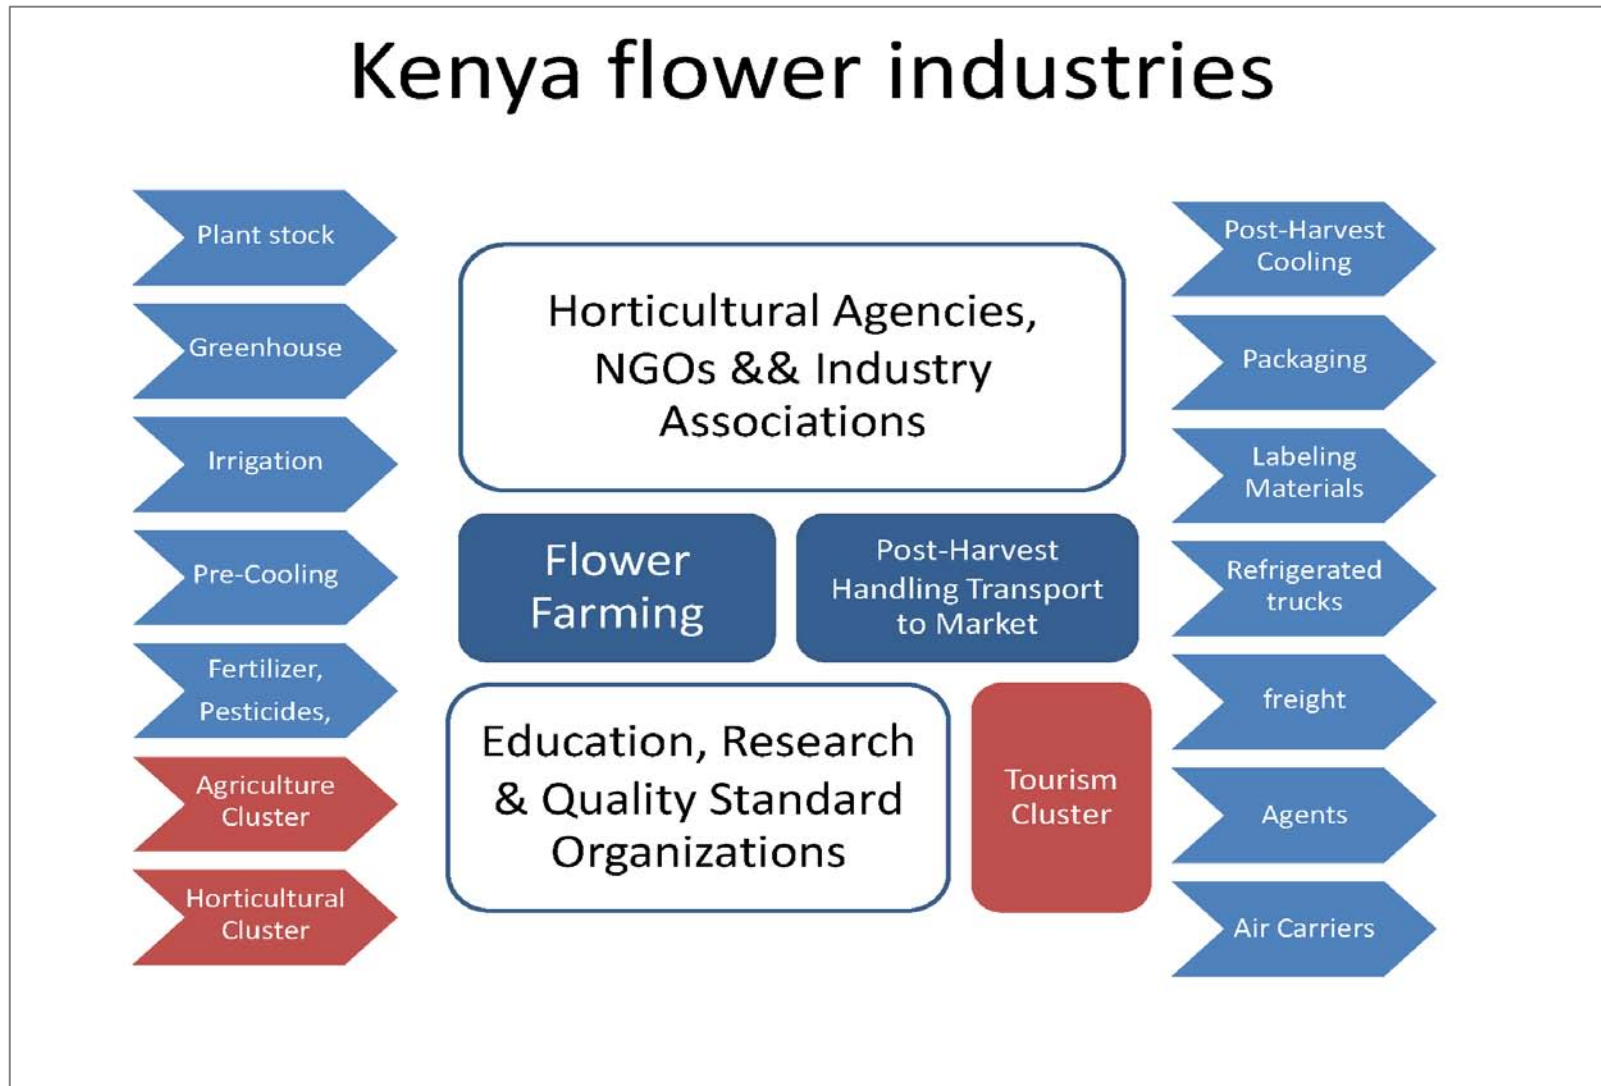 Kenya flower industries
Plant stock
Greenhouse
Irrigation
Pre-Cooling
Fertilizer,
Pesticides,
Agriculture
Cluster
Horticultural
Cluster
Horticultural Agencies,
NGOs && Industry
Associations
Flower
Farming
Post-Harvest
Handling Transport
to Market
Education, Research
& Quality Standard
Organizations
Tourism
Cluster
Post-Harvest
Cooling
Packaging
Labeling
Materials
Refrigerated
trucks
freight
Agents
Air Carriers